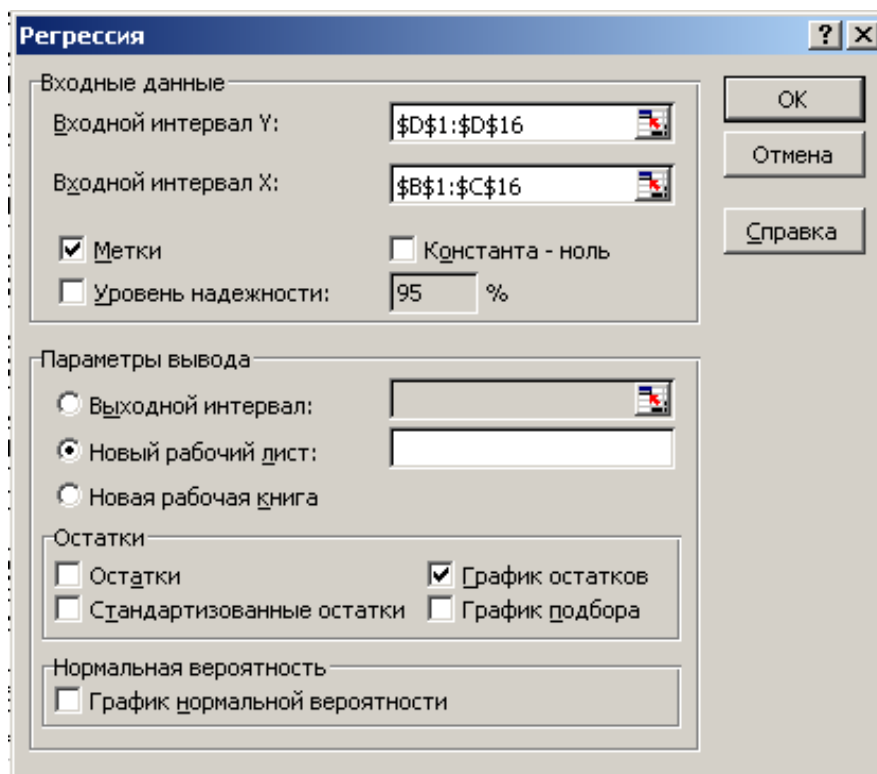 Регрессия
Входные данные
Входной интервал Y: $D$1:$D$16
Входной интервал X: $B$1:$C$16
Метки Константа - ноль
Уровень надежности: 95 %
OK
Отмена
Справка
Параметры вывода
Выходной интервал:
Новый рабочий лист:
Новая рабочая книга
Остатки
Остатки График остатков
Стандартизованные остатки График подбора
Нормальная вероятность
График нормальной вероятности